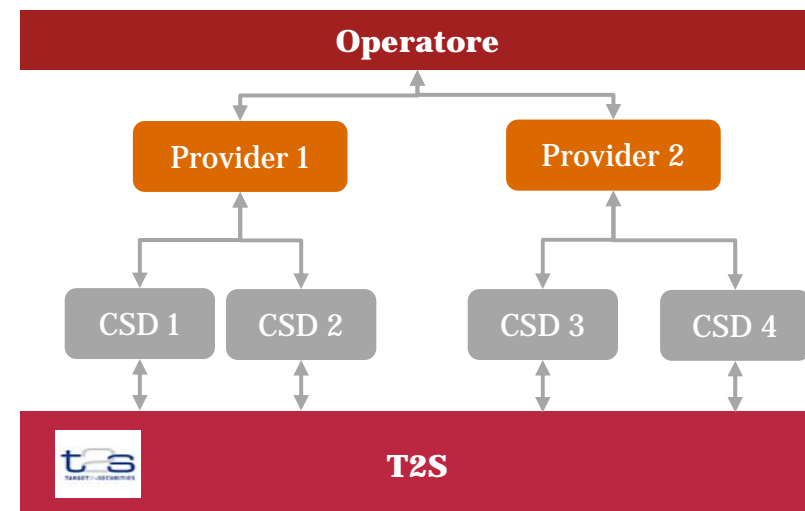 Operatore
Provider 1
Provider 2
CSD 1
CSD 2
CSD 3
CSD 4
t2s
T2S